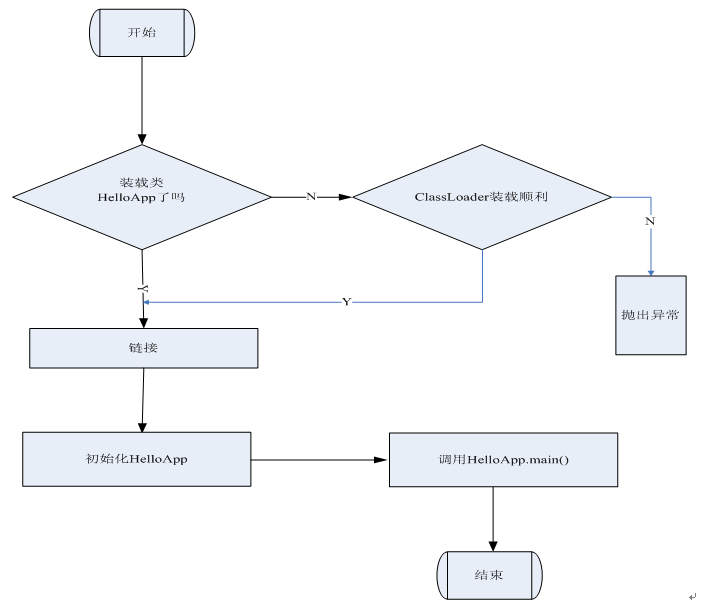 开始
装载类
HelloApp了吗
N
ClassLoader装载顺利
N
Y
Y
抛出异常
链接
初始化HelloApp
调用HelloApp.main()
结束